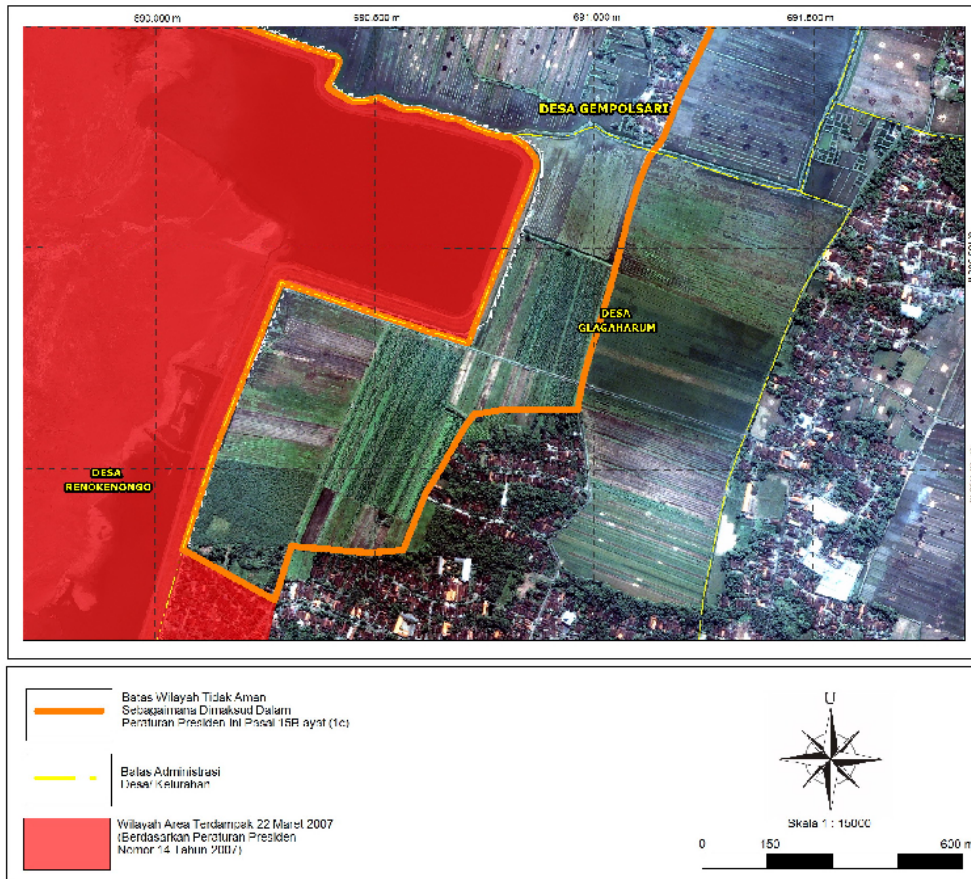 690.500 m
691.000 m
691.500 m
DESA GEMPOLSARI
DESA
GLAGAHARUM
DESA
RENOKENONGO
Batas Wilayah Tidak Aman
Sebagaimana Dimaksud Dalam
Peraturan Presiden Ini Pasal 15B ayat (1c)
Batas Administrasi
Desa/ Kelurahan
Wilayah Area Terdampak 22 Maret 2007
(Berdasarkan Peraturan Presiden
Nomor 14 Tahun 2007)
U
Skala 1 : 15000
0 150 600 m